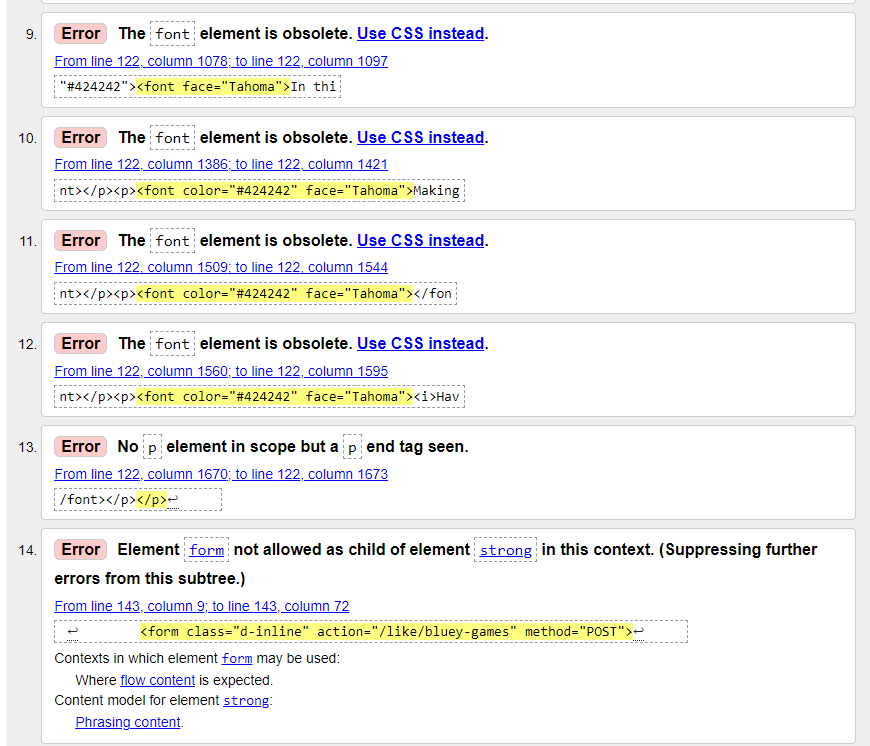 9. Error The font element is obsolete. Use CSS instead.
From line 122, column 1078; to line 122, column 1097
"#424242"><font face="Tahoma">In thi
10. Error The font element is obsolete. Use CSS instead.
From line 122, column 1386; to line 122, column 1421
nt></p><p><font color="#424242" face="Tahoma">Making
11. Error The font element is obsolete. Use CSS instead.
From line 122, column 1509; to line 122, column 1544
nt></p><p><font color="#424242" face="Tahoma"></fon
12. Error The font element is obsolete. Use CSS instead.
From line 122, column 1560; to line 122, column 1595
nt></p><p><font color="#424242" face="Tahoma"><i>Hav
13. Error No p element in scope but a p end tag seen.
From line 122, column 1670; to line 122, column 1673
/font></p></p>↩
14. Error Element form not allowed as child of element strong in this context. (Suppressing further
errors from this subtree.)
From line 143, column 9; to line 143, column 72
↩ <form class="d-inline" action="/like/bluey-games" method="POST">↩
Contexts in which element form may be used:
Where flow content is expected.
Content model for element strong:
Phrasing content.